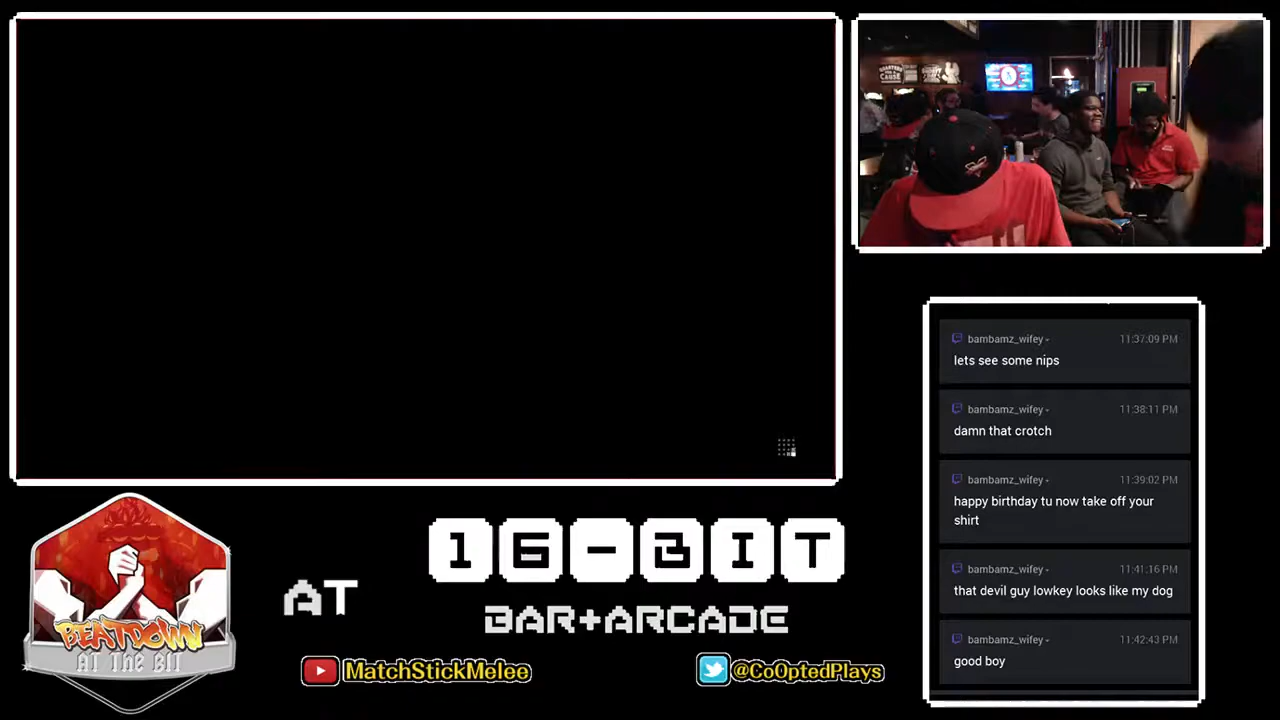 bambamz_wifey-
11:37:09 PM
lets see some nips
bambamz_wifey-
11:38:11 PM
damn that crotch
bambamz_wifey-
11:39:02 PM
happy birthday tu now take off your
shirt
bambamz_wifey-
11:41:16 PM
that devil guy lowkey looks like my dog
bambamz_wifey-
11:42:43 PM
good boy
BEATDOWN
AT THE BIT
AT
16-BIT
BAR+ARCADE
MatchStickMelee
@CoOptedPlays